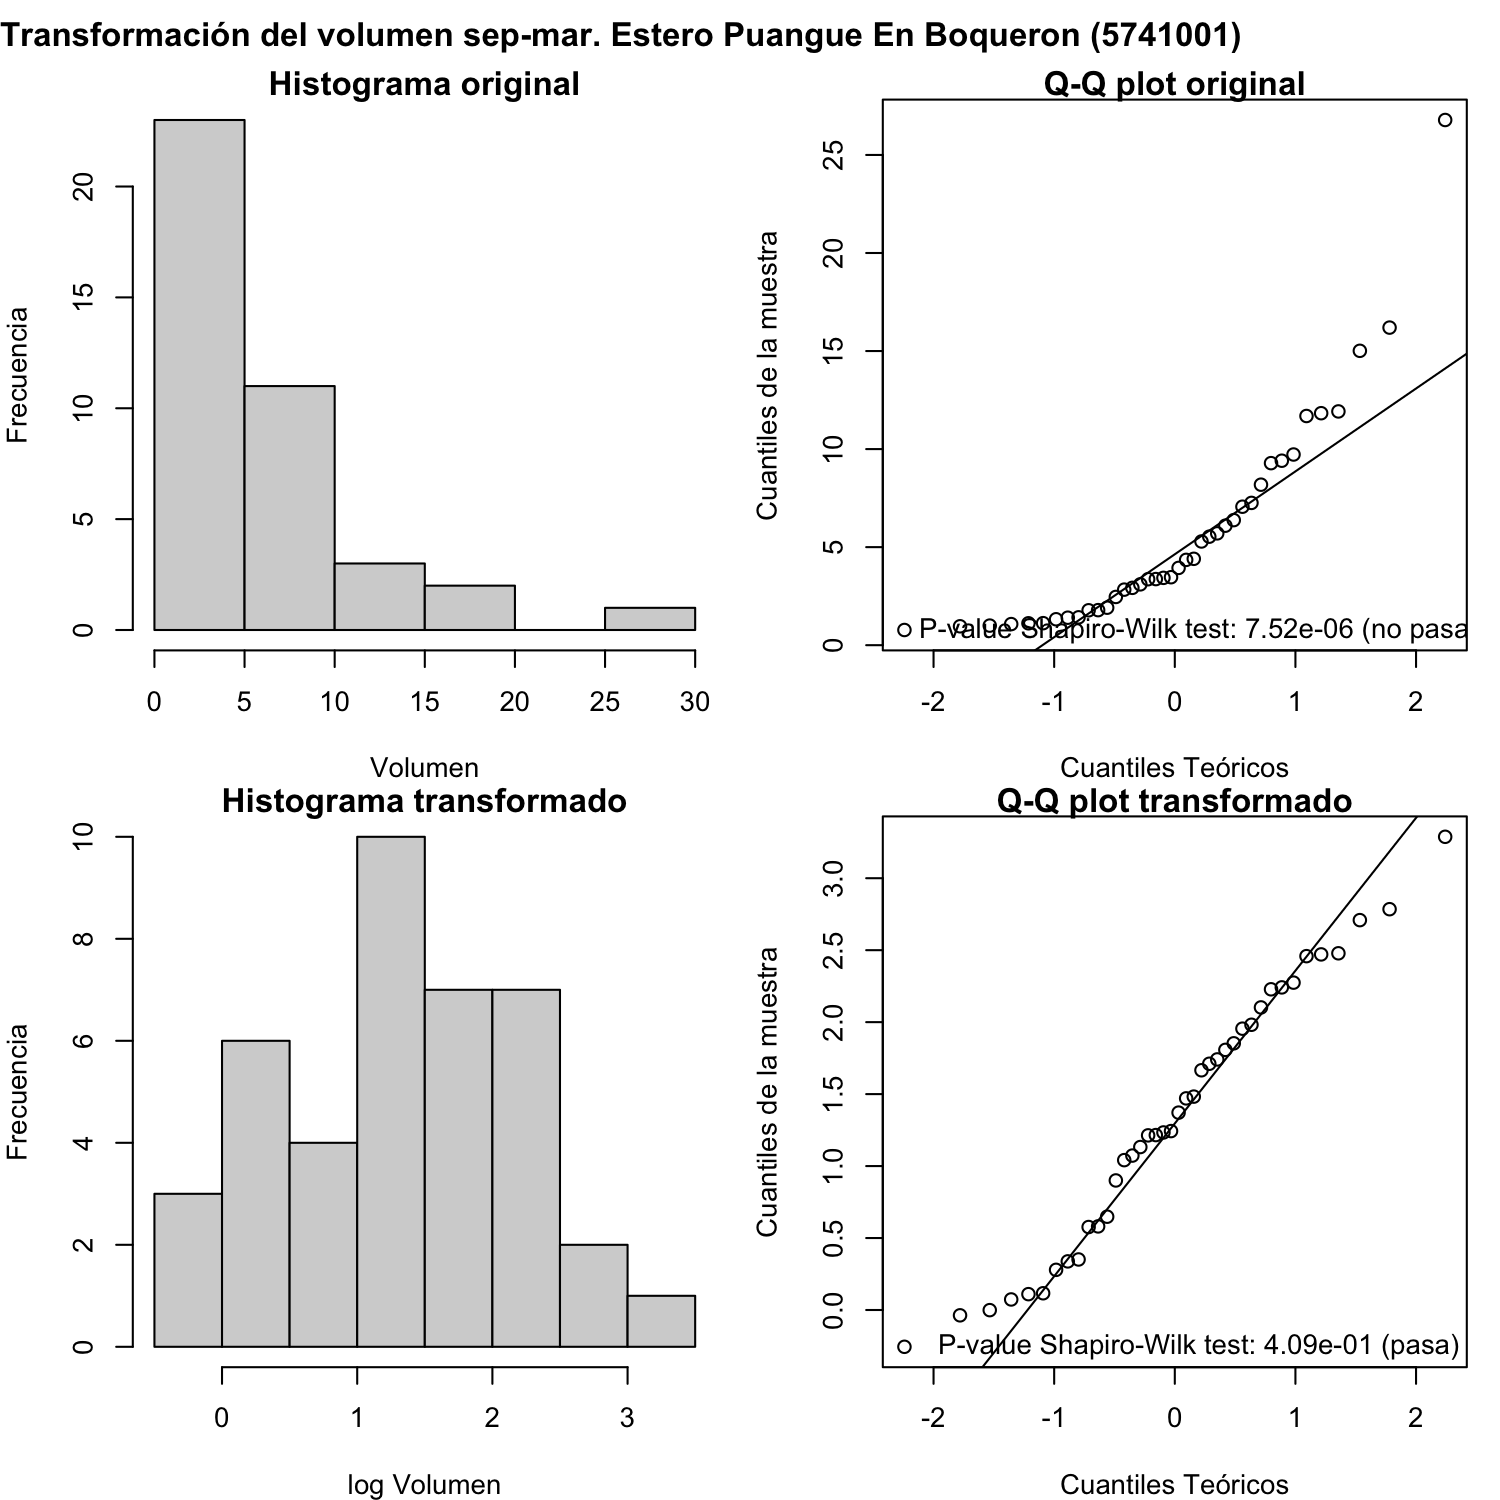 Transformación del volumen sep-mar. Estero Puangue En Boqueron (5741001)
Histograma original
Frecuencia
20
15
10
5
0
0 5 10 15 20 25 30
Volumen
Q-Q plot original
Cuantiles de la muestra
25
20
15
10
5
0
P-value Shapiro-Wilk test: 7.52e-06 (no pasa
-2 -1 0 1 2
Cuantiles Teóricos
Histograma transformado
Frecuencia
10
8
6
4
2
0
0 1 2 3
log Volumen
Q-Q plot transformado
Cuantiles de la muestra
3.0
2.5
2.0
1.5
1.0
0.5
0.0
P-value Shapiro-Wilk test: 4.09e-01 (pasa)
-2 -1 0 1 2
Cuantiles Teóricos